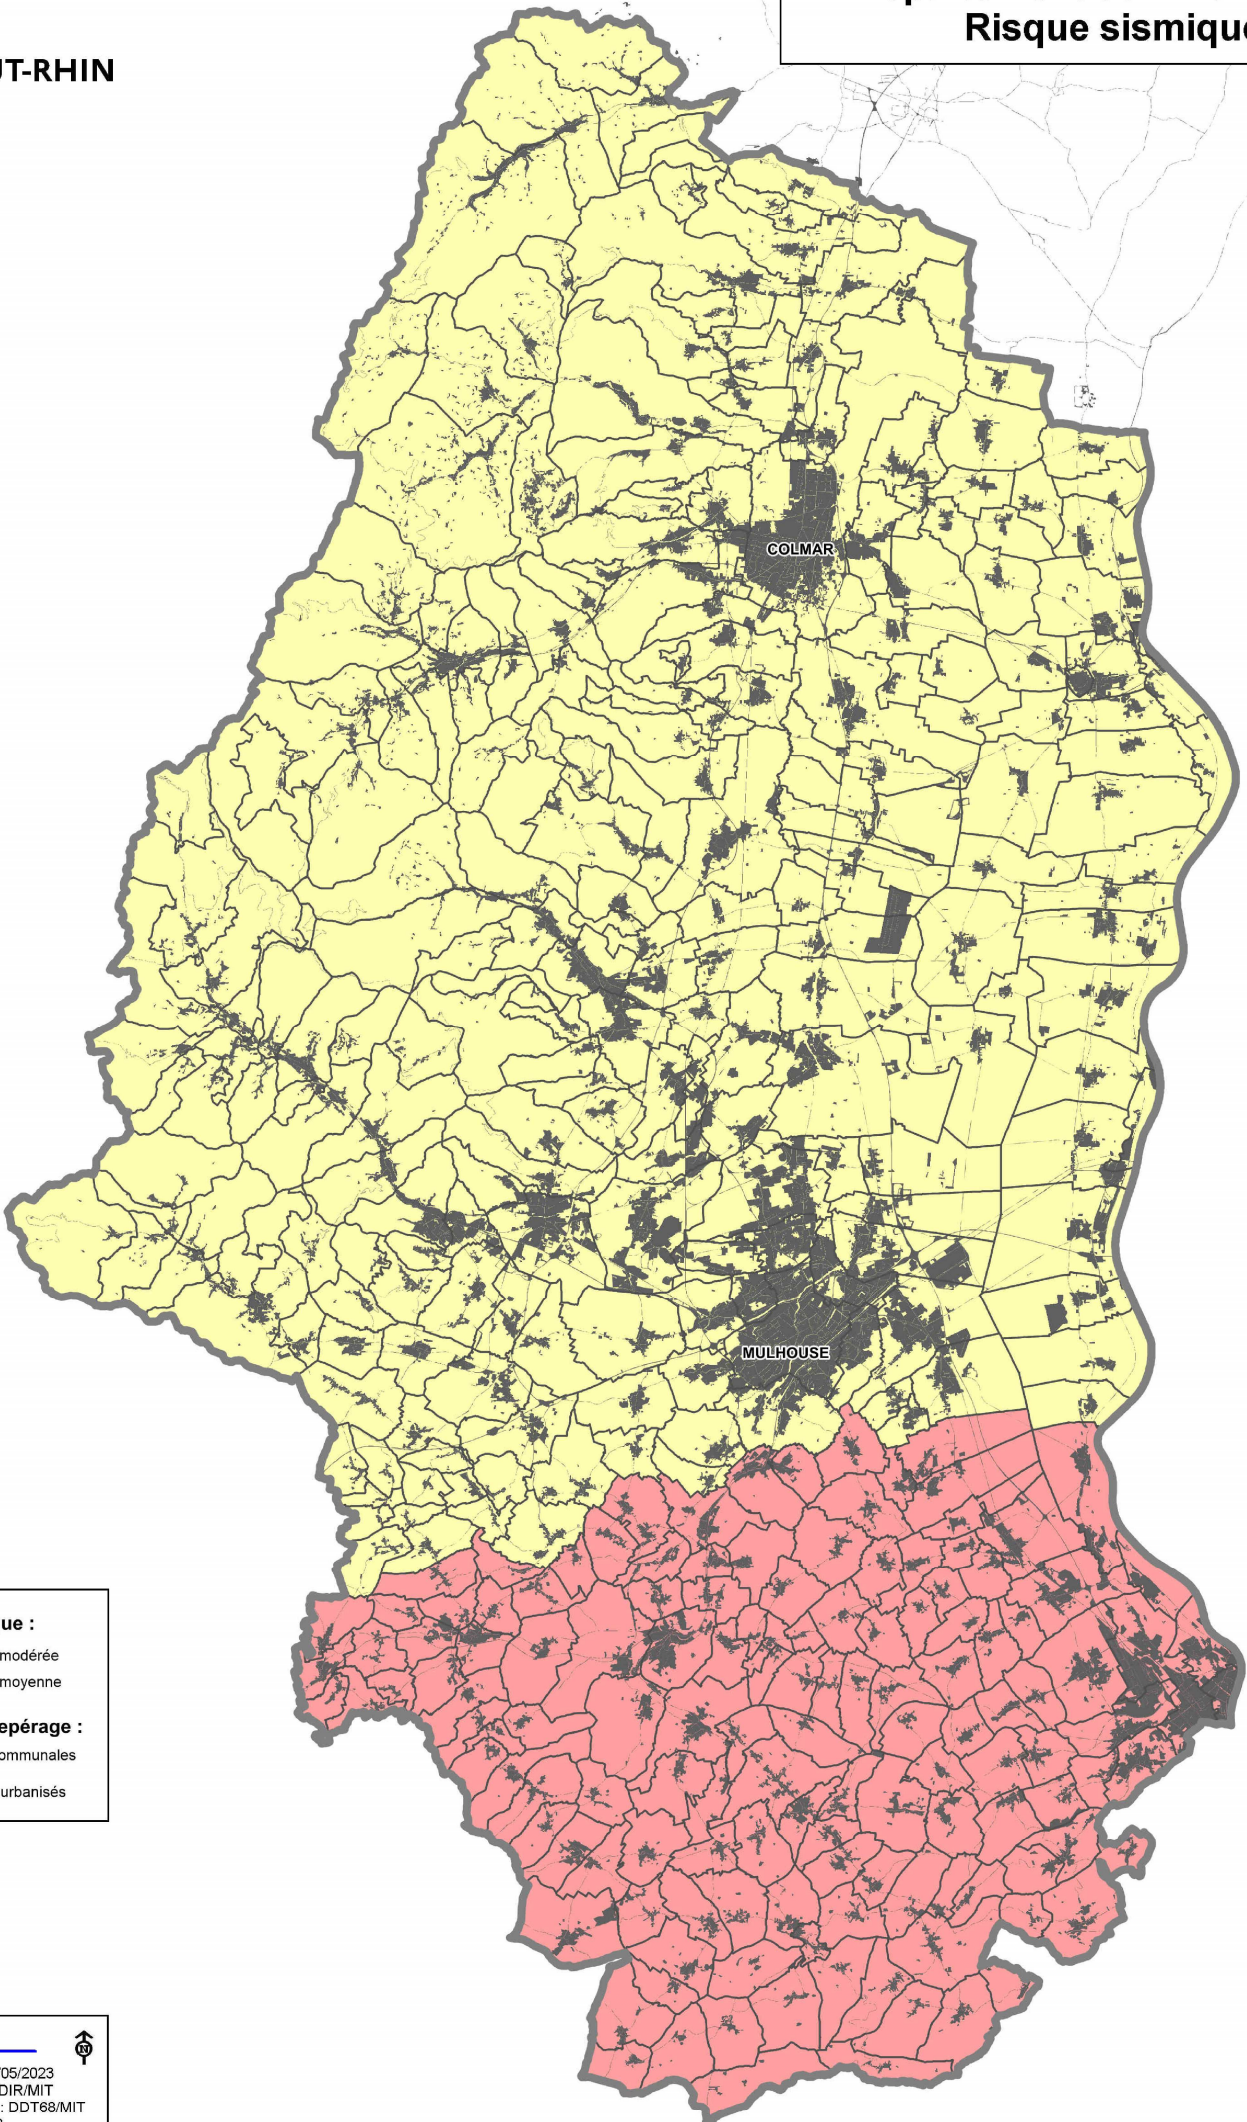 Risque sismique
UT-RHIN
COLMAR
MULHOUSE
ue :
modérée
moyenne
epérage :
ommunales
urbanisés
N
/05/2023
DIR/MIT
: DDT68/MIT